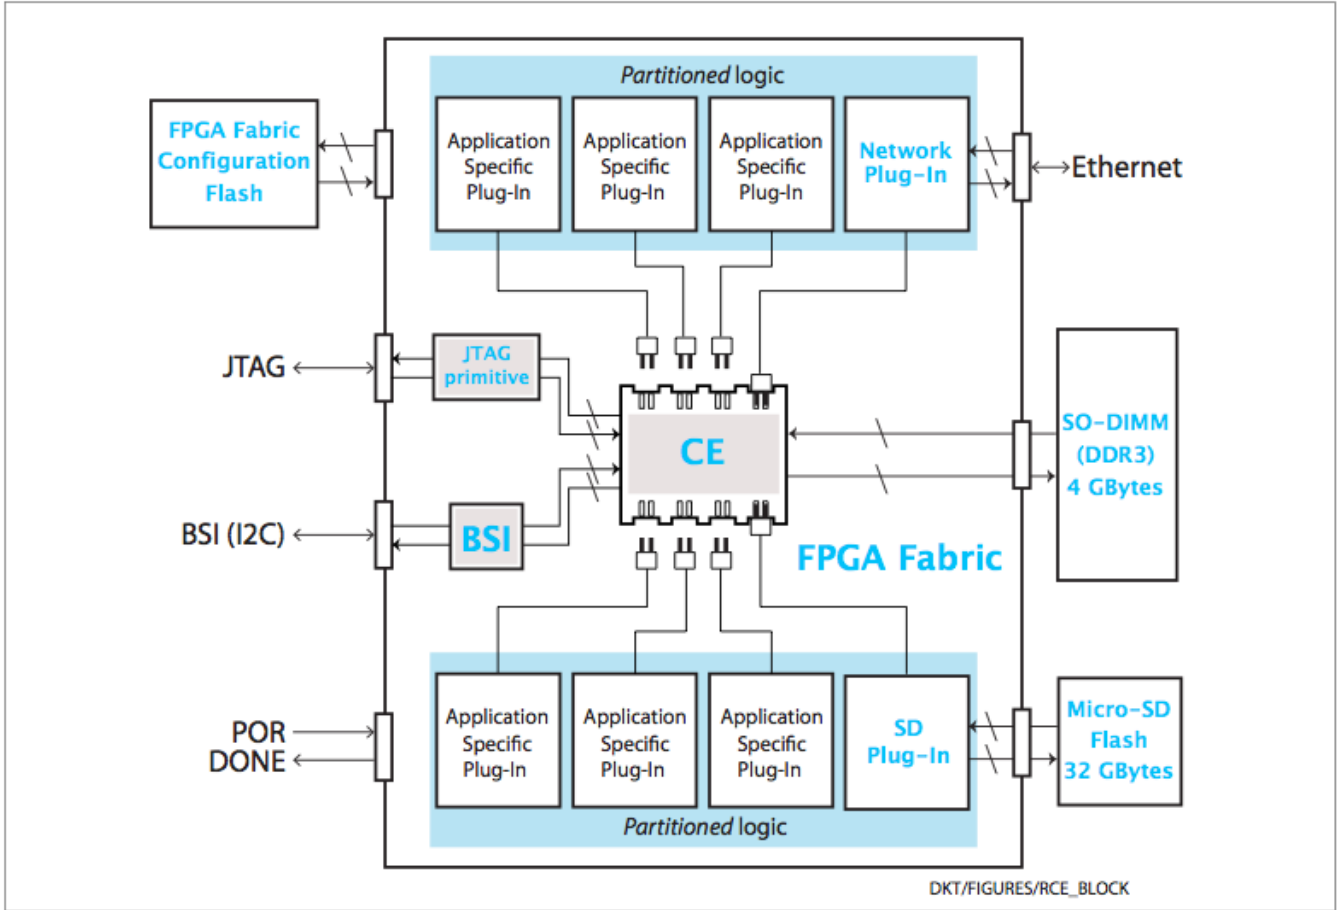 Partitioned logic
FPGA Fabric
Configuration
Flash
Application
Specific
Plug-In
Application
Specific
Plug-In
Application
Specific
Plug-In
Network
Plug-In
Ethernet
JTAG
JTAG
primitive
CE
SO-DIMM
(DDR3)
4 GBytes
BSI (I2C)
BSI
FPGA Fabric
POR
DONE
Application
Specific
Plug-In
Application
Specific
Plug-In
Application
Specific
Plug-In
SD
Plug-In
Micro-SD
Flash
32 GBytes
Partitioned logic
DKT/FIGURES/RCE_BLOCK